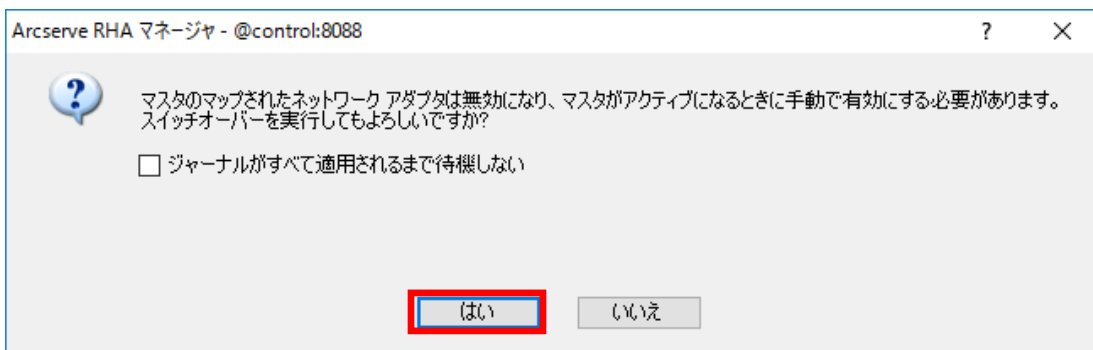 Arcserve RHA マネージャ - @control:8088
マスタのマップされたネットワーク アダプタは無効になり、マスタがアクティブになるときに手動で有効にする必要があります。
スイッチオーバーを実行してもよろしいですか?
ジャーナルがすべて適用されるまで待機しない
はい
いいえ